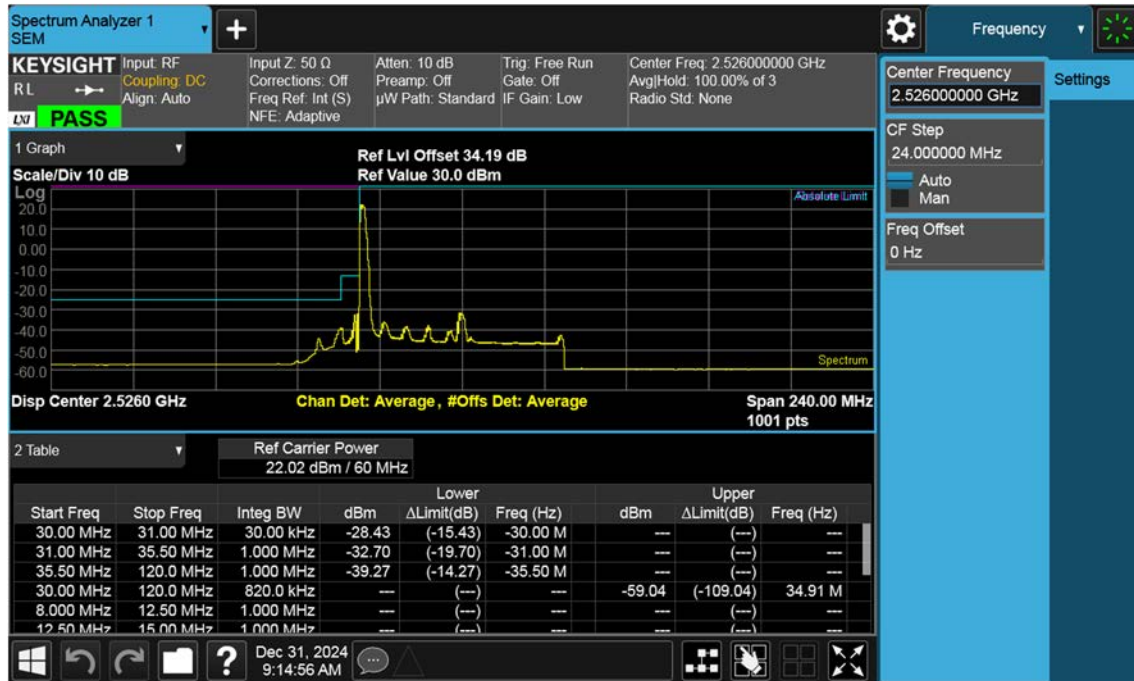 Spectrum Analyzer 1
SEM
+
Frequency
KEYSIGHT
RL
LXI PASS
Input: RF
Coupling: DC
Align: Auto
Input Z: 50 Ω
Corrections: Off
Freq Ref: Int (S)
NFE: Adaptive
Atten: 10 dB
Preamp: Off
µW Path: Standard
Trig: Free Run
Gate: Off
IF Gain: Low
Center Freq: 2.526000000 GHz
Avg|Hold: 100.00% of 3
Radio Std: None
Center Frequency
2.526000000 GHz
Settings
CF Step
24.000000 MHz
Auto
Man
Freq Offset
0 Hz
1 Graph
Scale/Div 10 dB
Ref Lvl Offset 34.19 dB
Ref Value 30.0 dBm
Log
Absolute Limit
20.0
10.0
0.00
-10.0
-20.0
-30.0
-40.0
-50.0
-60.0
Spectrum
Disp Center 2.5260 GHz
Chan Det: Average, #Offs Det: Average
Span 240.00 MHz
1001 pts
2 Table
Ref Carrier Power
22.02 dBm / 60 MHz
Lower Upper
Start Freq Stop Freq Integ BW dBm ΔLimit(dB) Freq (Hz) dBm ΔLimit(dB) Freq (Hz)
30.00 MHz 31.00 MHz 30.00 kHz -28.43 (-15.43) -30.00 M --- (---) ---
31.00 MHz 35.50 MHz 1.000 MHz -32.70 (-19.70) -31.00 M --- (---) ---
35.50 MHz 120.0 MHz 1.000 MHz -39.27 (-14.27) -35.50 M --- (---) ---
30.00 MHz 120.0 MHz 820.0 kHz --- (---) --- -59.04 (-109.04) 34.91 M
8.000 MHz 12.50 MHz 1.000 MHz --- (---) --- --- (---) ---
12.50 MHz 15.00 MHz 1.000 MHz --- (---) --- --- (---) ---
?
Dec 31, 2024
9:14:56 AM